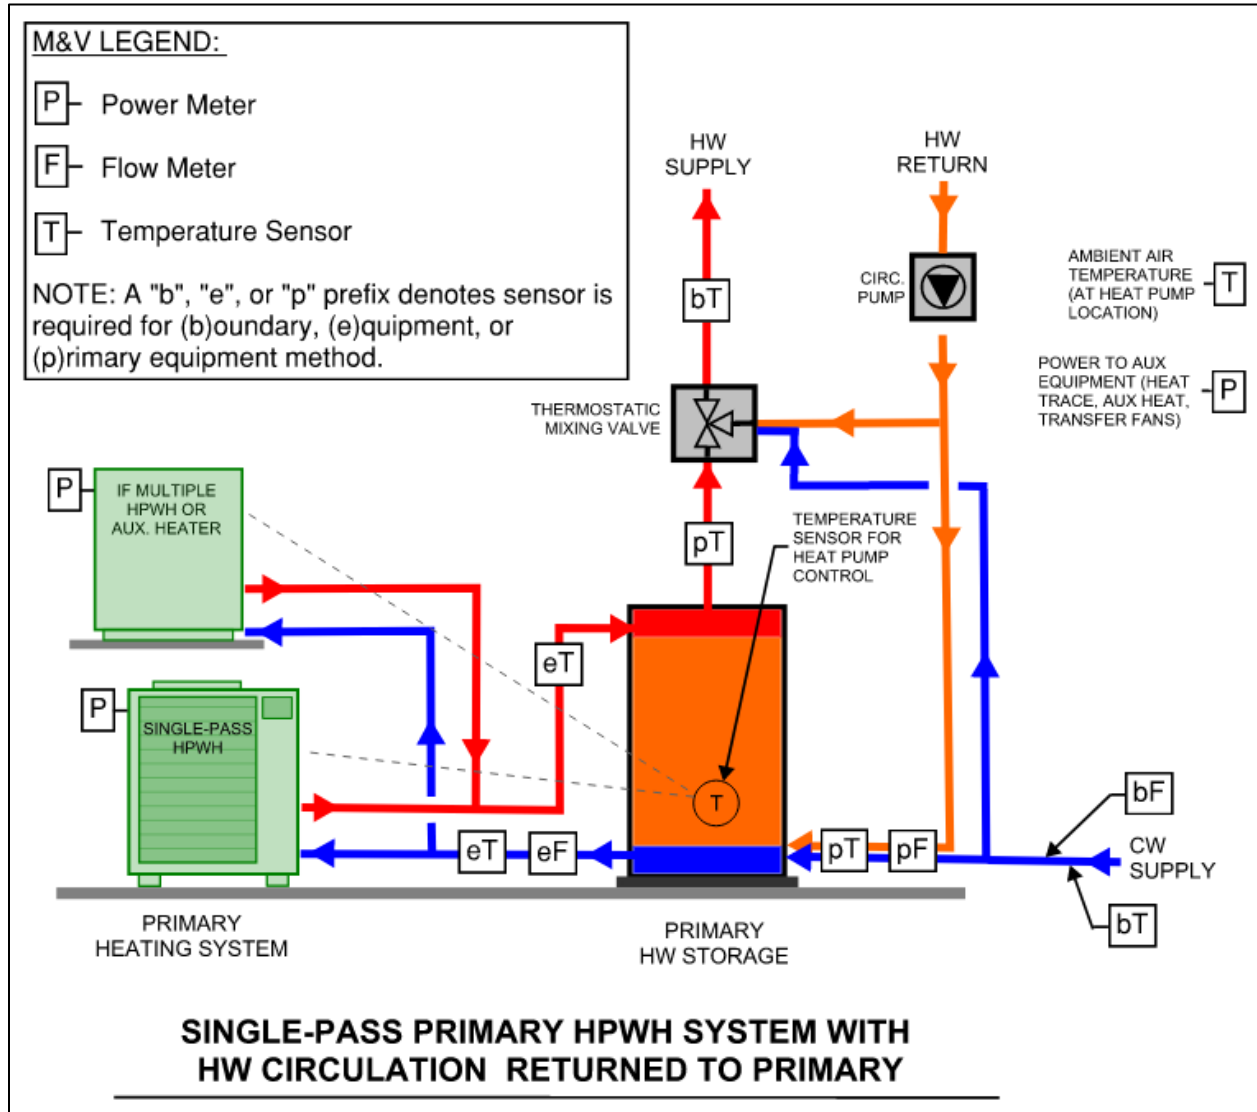 M&V LEGEND:
P
Power Meter
F
Flow Meter
T
Temperature Sensor
NOTE: A "b", "e", or "p" prefix denotes sensor is
required for (b)oundary, (e)quipment, or
(p)rimary equipment method.
HW
SUPPLY
HW
RETURN
bT
CIRC.
PUMP
AMBIENT AIR
TEMPERATURE
(AT HEAT PUMP
LOCATION)
T
POWER TO AUX
EQUIPMENT (HEAT
TRACE, AUX HEAT,
TRANSFER FANS)
P
THERMOSTATIC
MIXING VALVE
P
IF MULTIPLE
HPWH OR
AUX. HEATER
pT
TEMPERATURE
SENSOR FOR
HEAT PUMP
CONTROL
eT
P
SINGLE-PASS
HPWH
T
eT
eF
pT
pF
bF
CW
SUPPLY
bT
PRIMARY
HEATING SYSTEM
PRIMARY
HW STORAGE
SINGLE-PASS PRIMARY HPWH SYSTEM WITH
HW CIRCULATION RETURNED TO PRIMARY